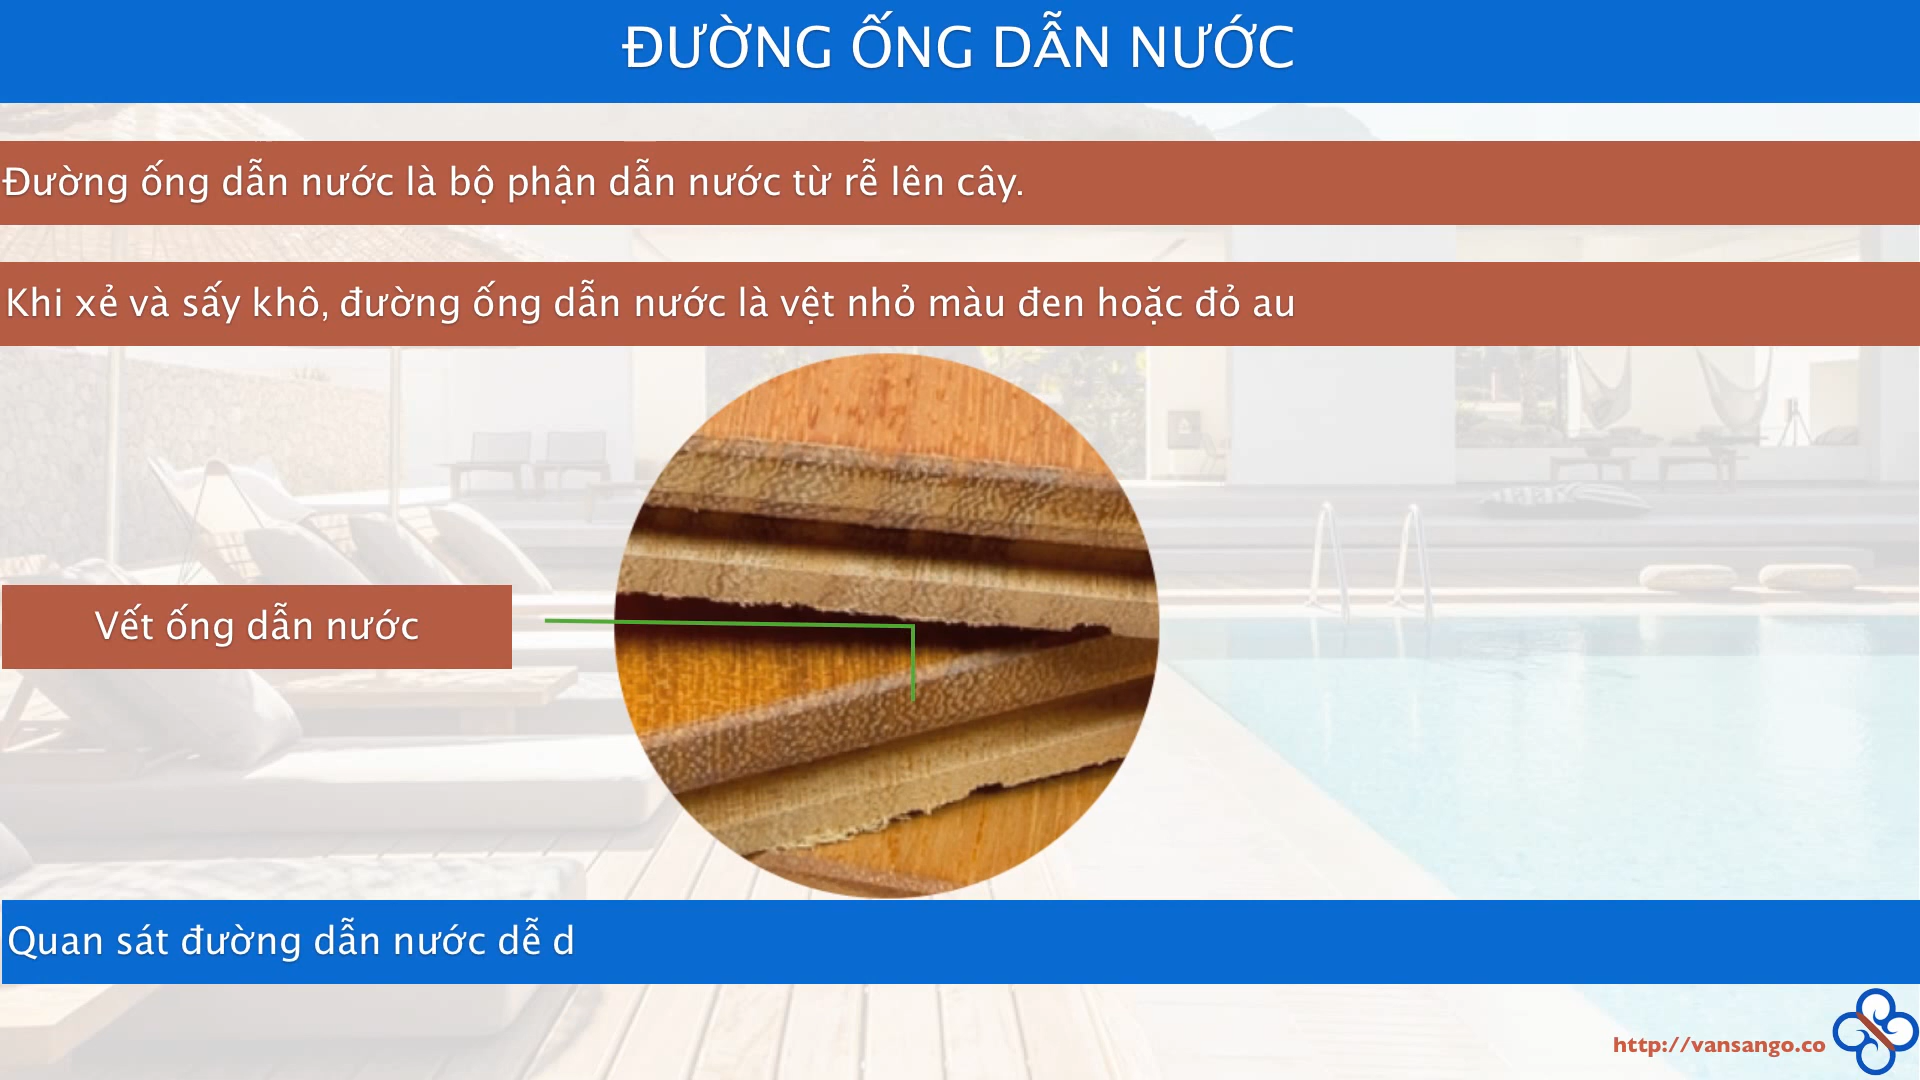 ĐƯỜNG ỐNG DẪN NƯỚC
Đường ống dẫn nước là bộ phận dẫn nước từ rễ lên cây.
Khi xẻ và sấy khô, đường ống dẫn nước là vệt nhỏ màu đen hoặc đỏ au
Vết ống dẫn nước
Quan sát đường dẫn nước dễ d
http://vansango.co